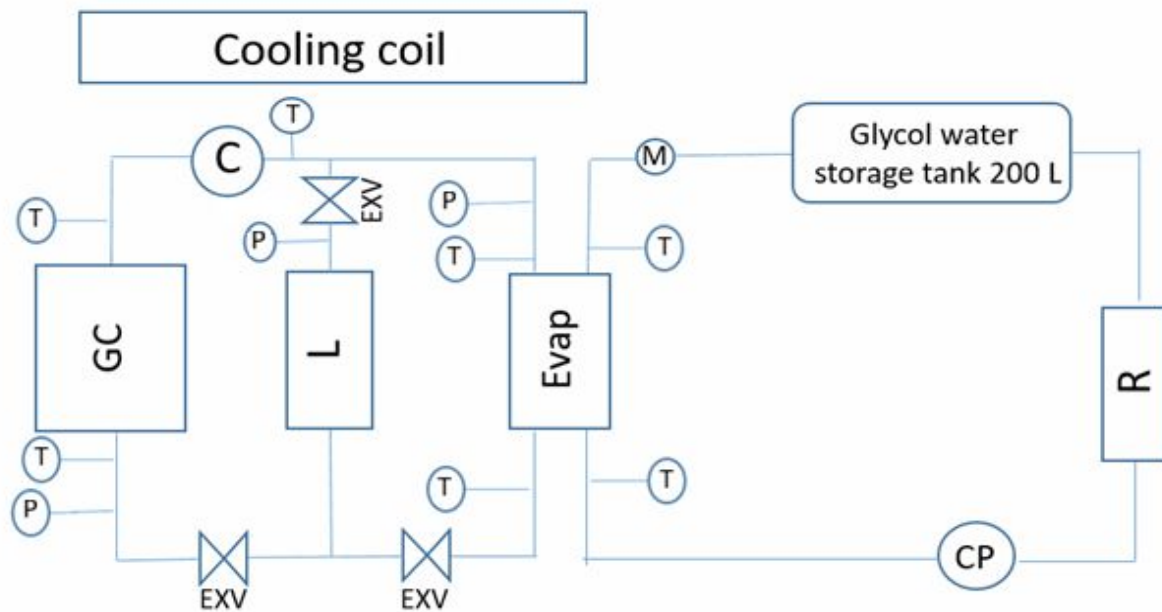 Cooling coil
T
C
M
Glycol water
storage tank 200 L
EXV
P
T
P
T
T
GC
L
Evap
R
T
P
T
T
CP
EXV
EXV